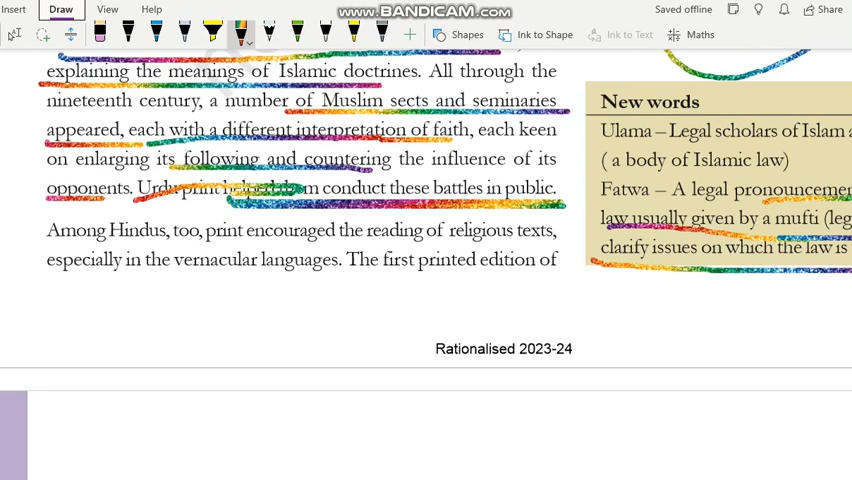 www.BANDICAM.com
Insert Draw View Help Saved offline Share
Shapes Ink to Shape Ink to Text Maths
explaining the meanings of Islamic doctrines. All through the
nineteenth century, a number of Muslim sects and seminaries
appeared, each with a different interpretation of faith, each keen
on enlarging its following and countering the influence of its
opponents. Urdu print helped them conduct these battles in public.
Among Hindus, too, print encouraged the reading of religious texts,
especially in the vernacular languages. The first printed edition of
New words
Ulama – Legal scholars of Islam
( a body of Islamic law)
Fatwa – A legal
law usually given by a mufti
clarify issues on which the law is
Rationalised 2023-24